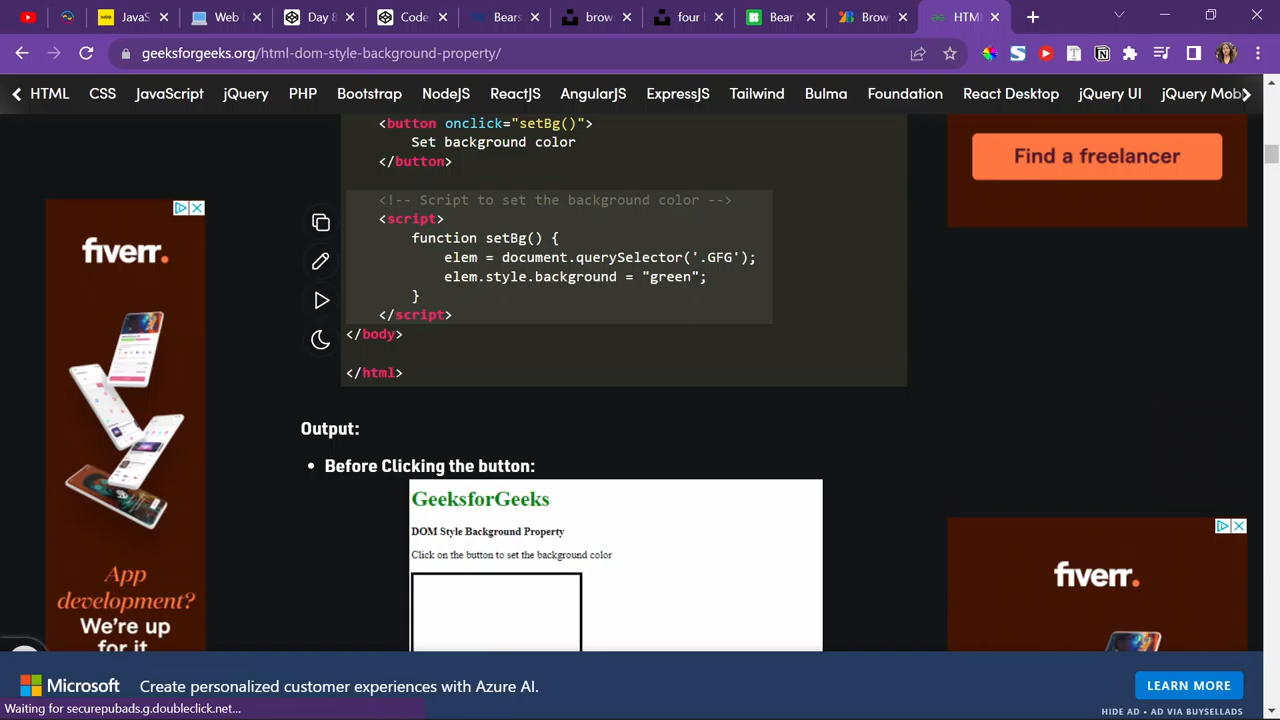 JavaS
Web
Day 8
Code
Bears
brow
four
Bear
Brow
HTML
geeksforgeeks.org/html-dom-style-background-property/
HTML CSS JavaScript jQuery PHP Bootstrap NodeJS ReactJS AngularJS ExpressJS Tailwind Bulma Foundation React Desktop jQuery UI jQuery Mob
<button onclick="setBg()">
Set background color
</button>
<!-- Script to set the background color -->
<script>
function setBg() {
elem = document.querySelector('.GFG');
elem.style.background = "green";
}
</script>
</body>
</html>
Output:
• Before Clicking the button:
GeeksforGeeks
DOM Style Background Property
Click on the button to set the background color
fiverr.
App
development?
We're up
for it
Find a freelancer
fiverr.
Microsoft Create personalized customer experiences with Azure AI. LEARN MORE
Waiting for securepubads.g.doubleclick.net...
HIDE AD • AD VIA BUYSELLADS